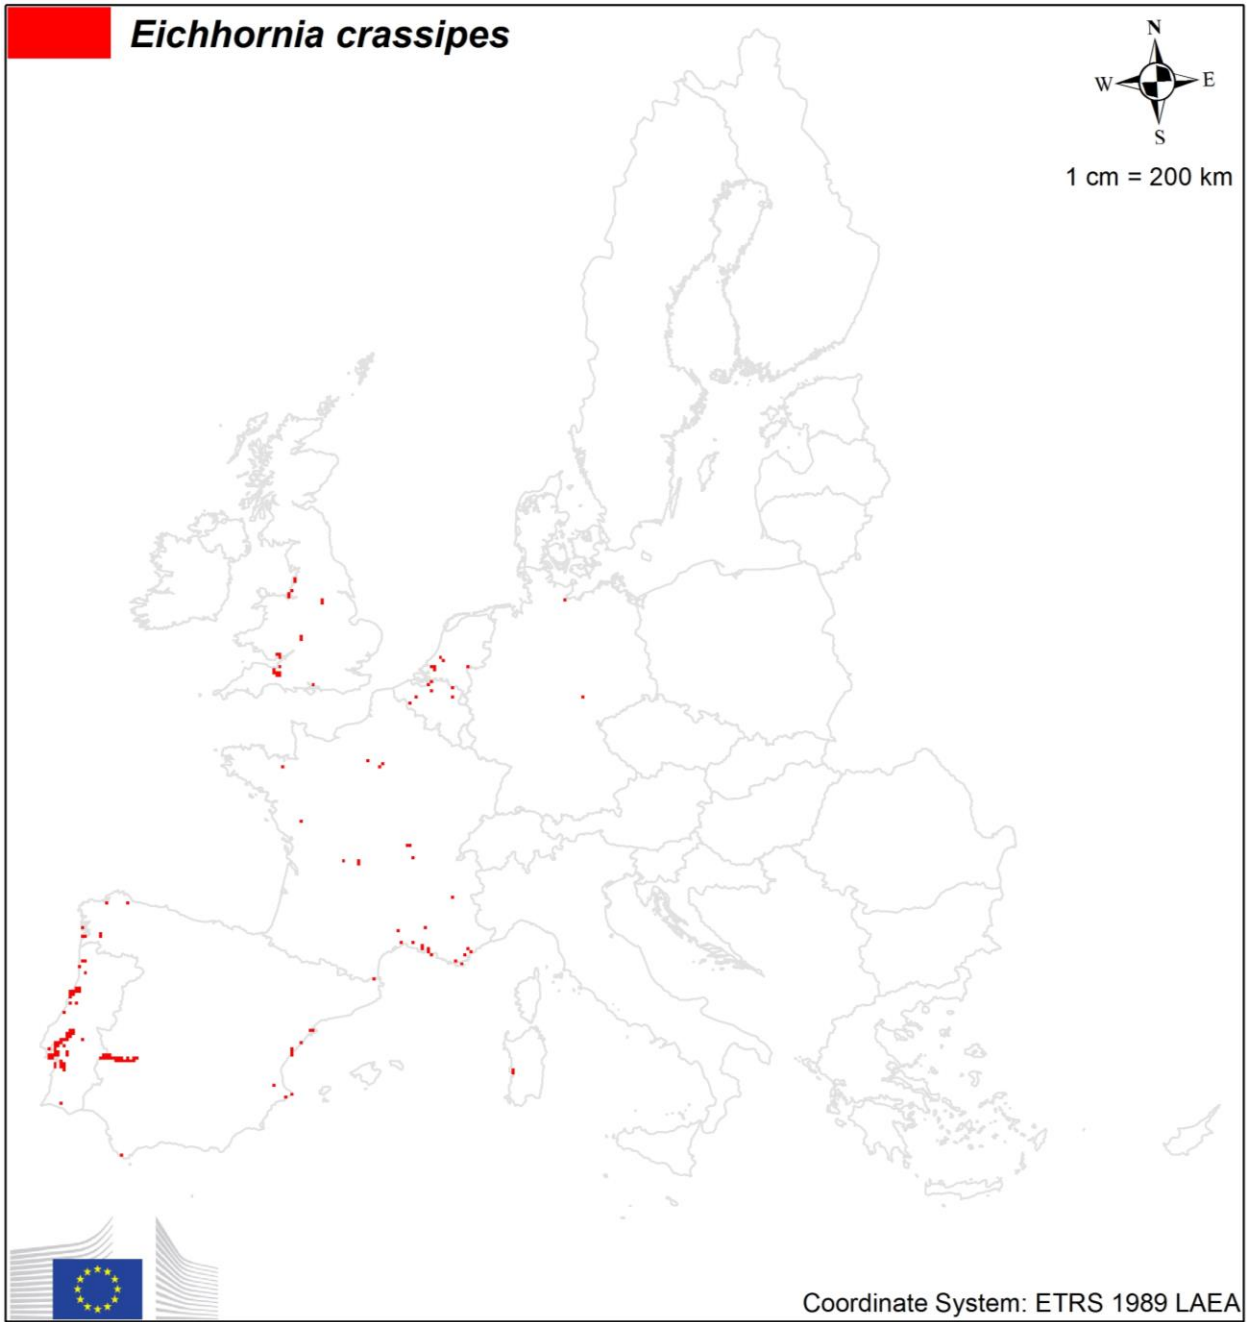 Eichhornia crassipes
N
W E
S
1 cm = 200 km
Coordinate System: ETRS 1989 LAEA